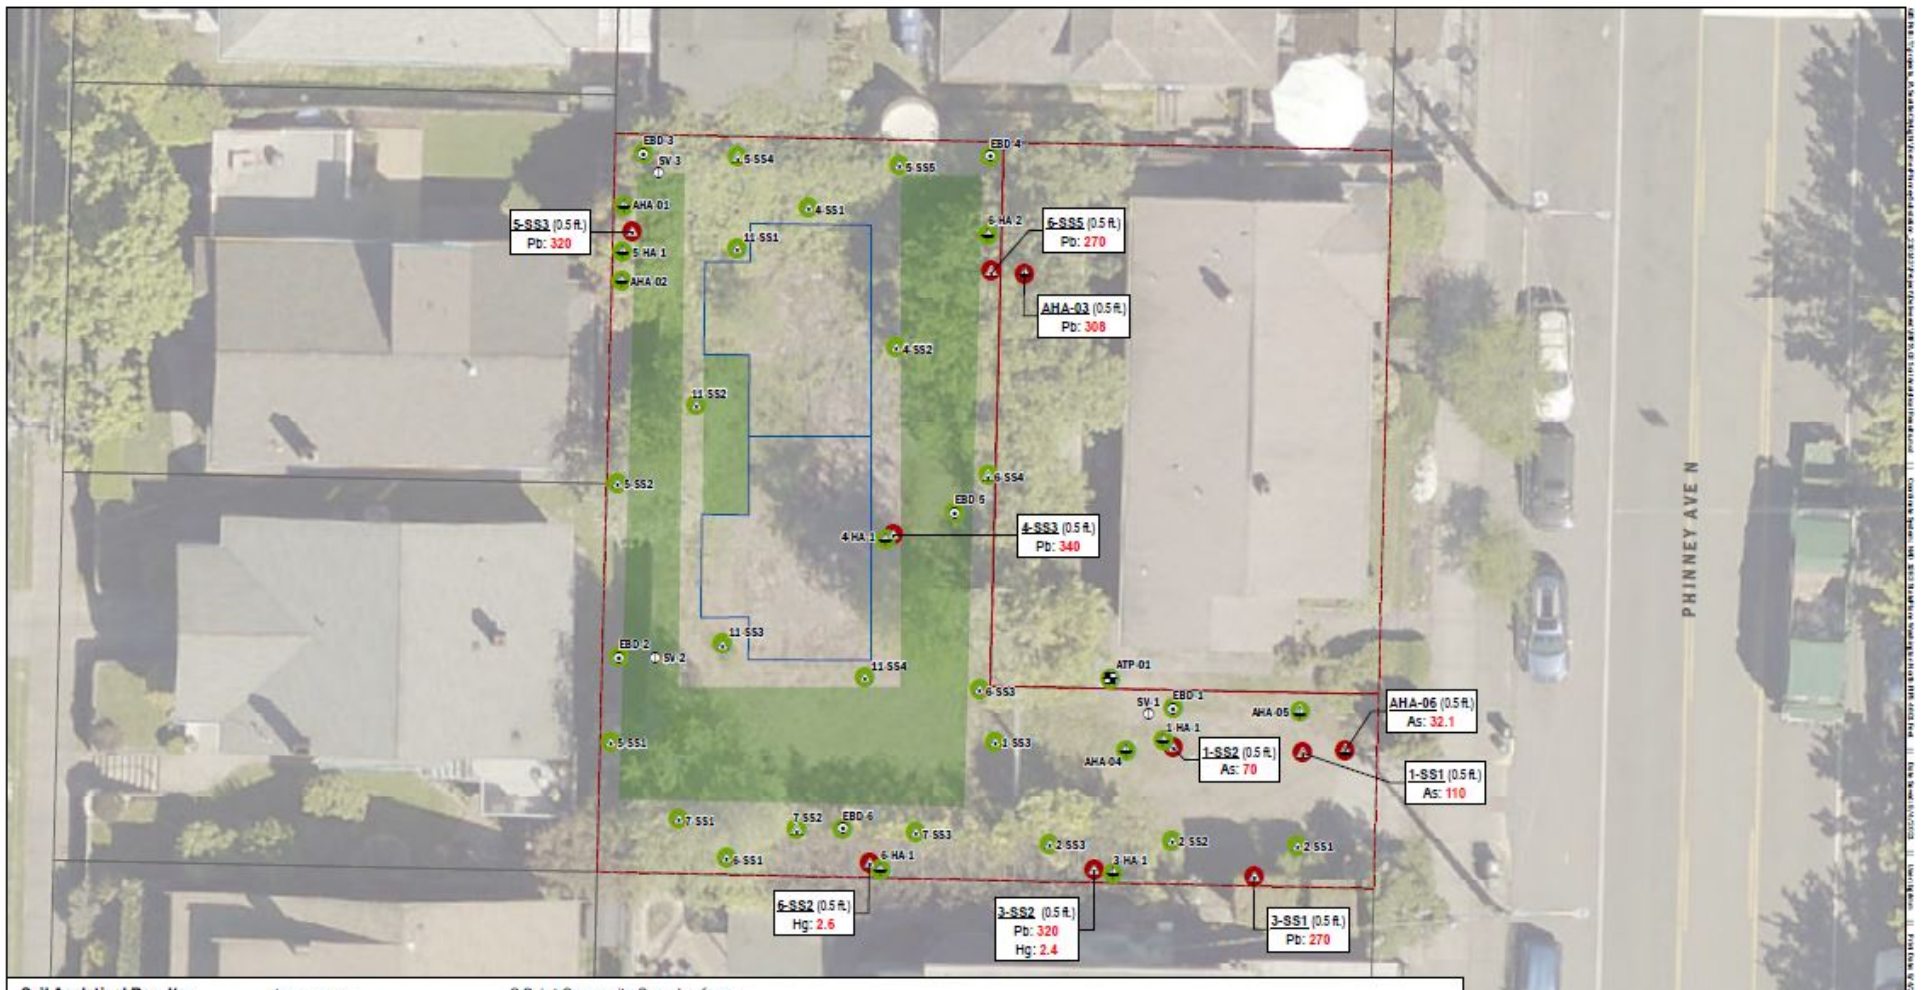 EBD-3
SV-3
5-SS4
5-SS5
EBD-4
AHA-01
4-SS1
5-SS3 (0.5 ft.)
Pb: 320
5-HA-1
11-SS1
6-HA-2
6-SS5 (0.5 ft.)
Pb: 270
AHA-02
AHA-03 (0.5 ft.)
Pb: 308
4-SS2
11-SS2
5-SS2
6-SS4
EBD-5
4-HA-1
4-SS3 (0.5 ft.)
Pb: 340
PHINNEY AVE N
11-SS3
EBD-2
SV-2
11-SS4
ATP-01
6-SS3
EBD-1
SV-1
AHA-05
AHA-06 (0.5 ft.)
As: 32.1
5-SS1
1-SS3
1-HA-1
AHA-04
1-SS2 (0.5 ft.)
As: 70
1-SS1 (0.5 ft.)
As: 110
7-SS1
7-SS2
EBD-6
7-SS3
2-SS3
2-SS2
2-SS1
6-SS1
6-HA-1
3-HA-1
6-SS2 (0.5 ft.)
Hg: 2.6
3-SS2 (0.5 ft.)
Pb: 320
Hg: 2.4
3-SS1 (0.5 ft.)
Pb: 270